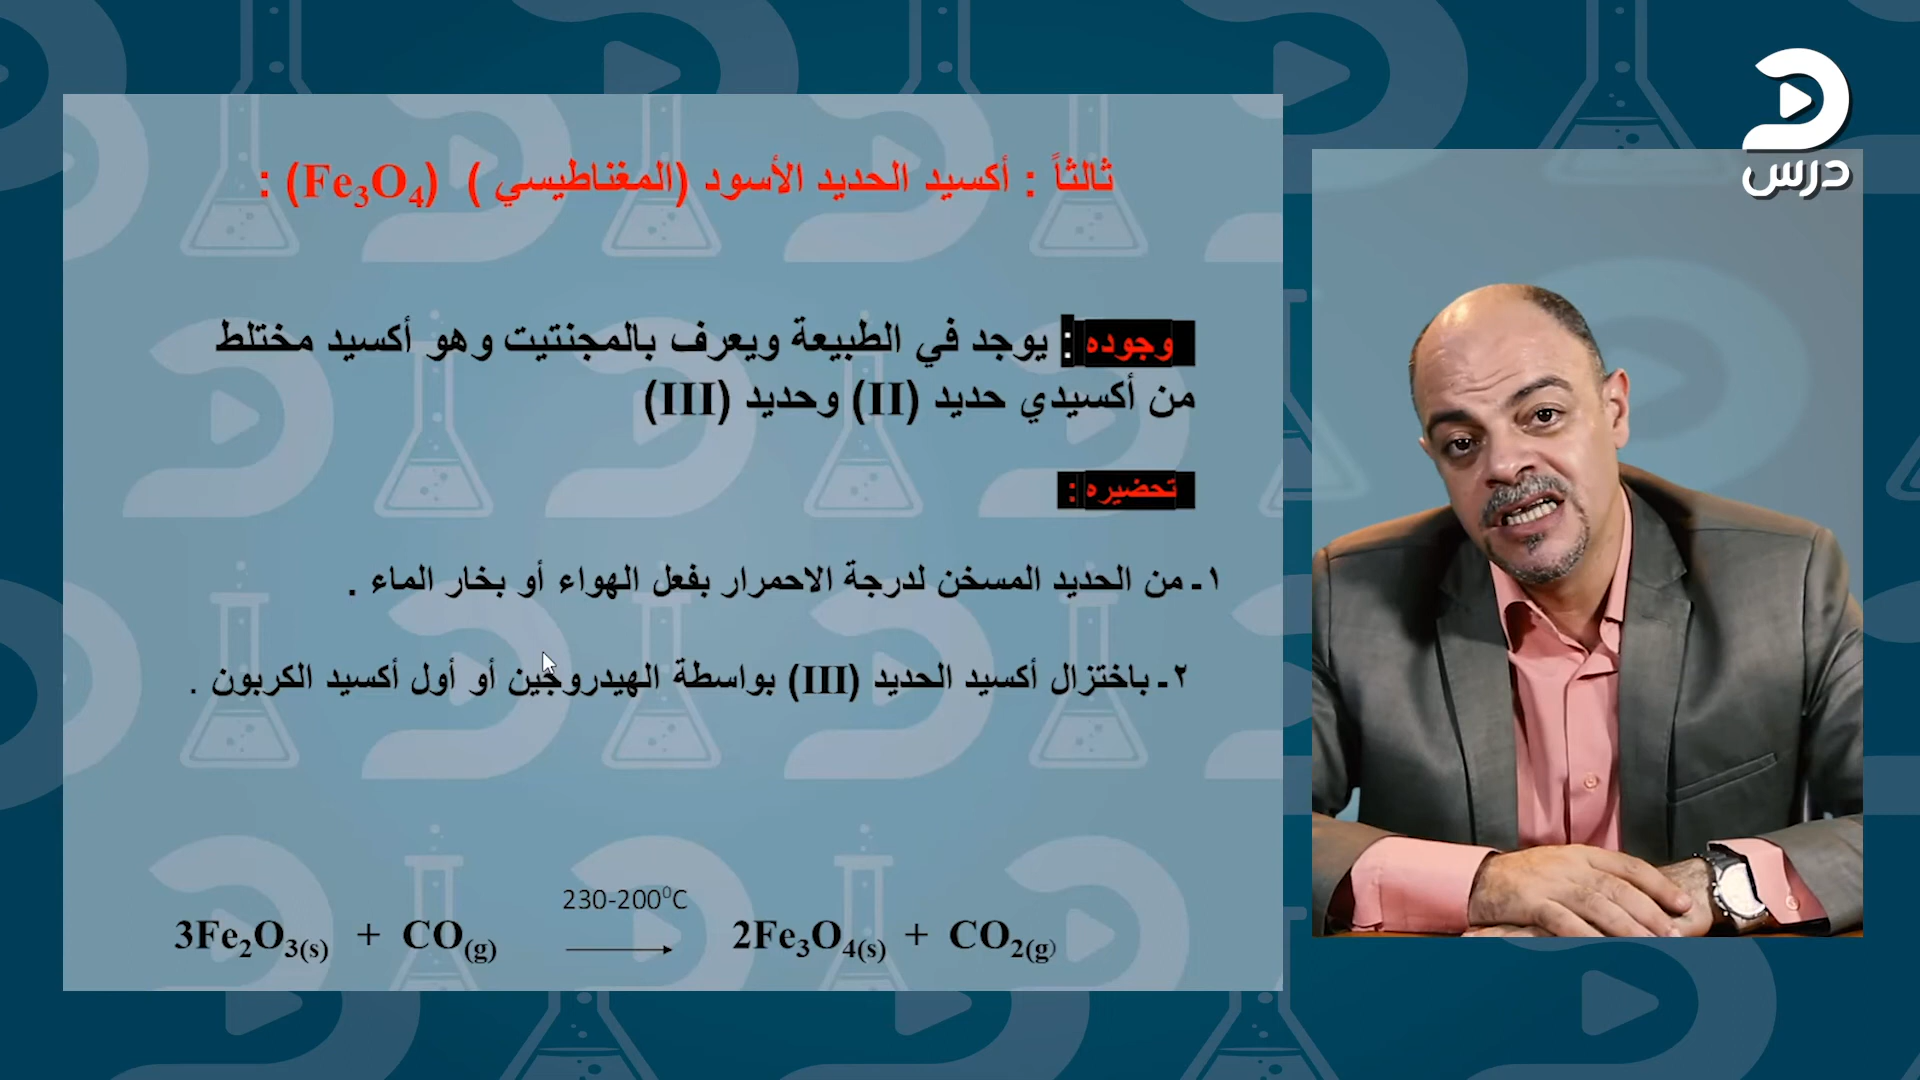 درس
ثالثاً : أكسيد الحديد الأسود (المغناطيسي ) (Fe₃O₄) :
وجوده : يوجد في الطبيعة ويعرف بالمجنتيت وهو أكسيد مختلط
من أكسيدي حديد (II) وحديد (III)
تحضيره :
١- من الحديد المسخن لدرجة الاحمرار بفعل الهواء أو بخار الماء .
٢- باختزال أكسيد الحديد (III) بواسطة الهيدروجين أو أول أكسيد الكربون .
230-200⁰C
3Fe₂O₃(s) + CO(g) → 2Fe₃O₄(s) + CO₂(g)